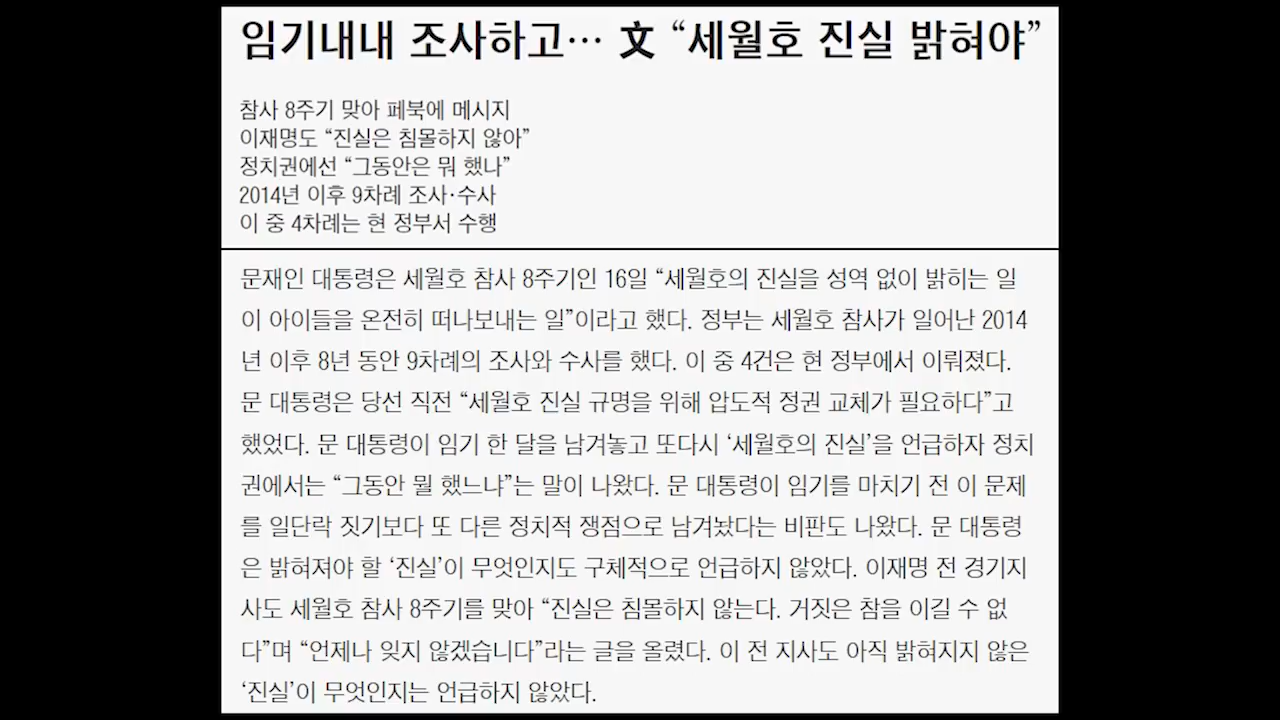 임기내내 조사하고… 文 “세월호 진실 밝혀야”
참사 8주기 맞아 페북에 메시지
이재명도 “진실은 침몰하지 않아”
정치권에선 “그동안은 뭐 했나”
2014년 이후 9차례 조사·수사
이 중 4차례는 현 정부서 수행
문재인 대통령은 세월호 참사 8주기인 16일 “세월호의 진실을 성역 없이 밝히는 일
이 아이들을 온전히 떠나보내는 일”이라고 했다. 정부는 세월호 참사가 일어난 2014
년 이후 8년 동안 9차례의 조사와 수사를 했다. 이 중 4건은 현 정부에서 이뤄졌다.
문 대통령은 당선 직전 “세월호 진실 규명을 위해 압도적 정권 교체가 필요하다”고
했었다. 문 대통령이 임기 한 달을 남겨놓고 또다시 ‘세월호의 진실’을 언급하자 정치
권에서는 “그동안 뭘 했느냐”는 말이 나왔다. 문 대통령이 임기를 마치기 전 이 문제
를 일단락 짓기보다 또 다른 정치적 쟁점으로 남겨놨다는 비판도 나왔다. 문 대통령
은 밝혀져야 할 ‘진실’이 무엇인지도 구체적으로 언급하지 않았다. 이재명 전 경기지
사도 세월호 참사 8주기를 맞아 “진실은 침몰하지 않는다. 거짓은 참을 이길 수 없
다”며 “언제나 잊지 않겠습니다”라는 글을 올렸다. 이 전 지사도 아직 밝혀지지 않은
‘진실’이 무엇인지는 언급하지 않았다.